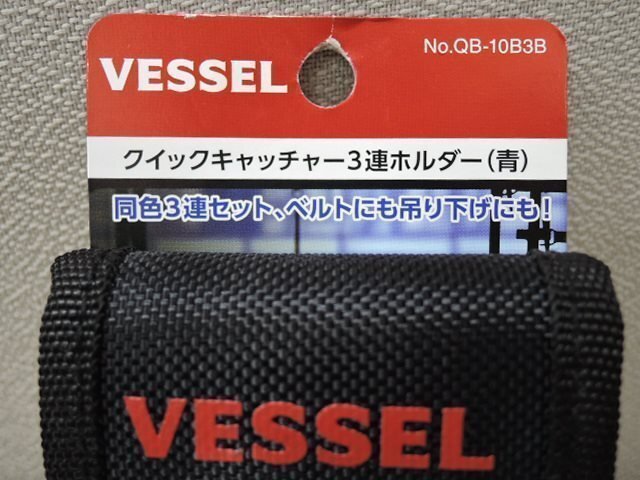 No.QB-10B3B
VESSEL
クイックキャッチャー3連ホルダー(青)
同色3連セット、ベルトにも吊り下げにも!
VESSEL